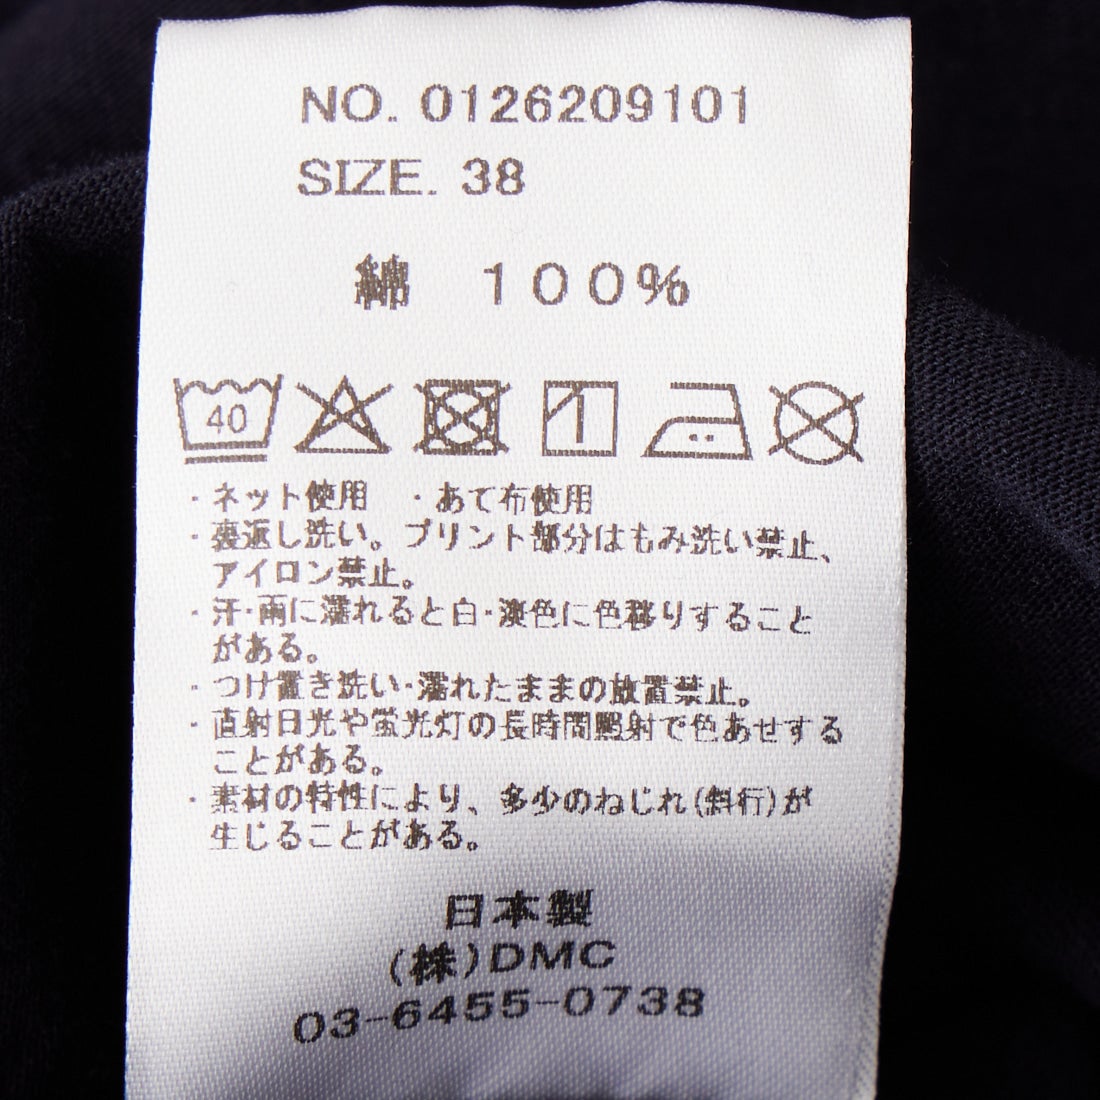 NO. 0126209101
SIZE. 38
綿　１００%
40
・ネット使用　・あて布使用
・裏返し洗い。プリント部分はもみ洗い禁止、
アイロン禁止。
・汗・雨に濡れると白・淡色に色移りすること
がある。
・つけ置き洗い・濡れたままの放置禁止。
・直射日光や蛍光灯の長時間照射で色あせする
ことがある。
・素材の特性により、多少のねじれ(斜行)が
生じることがある。
日本製
(株)DMC
03-6455-0738